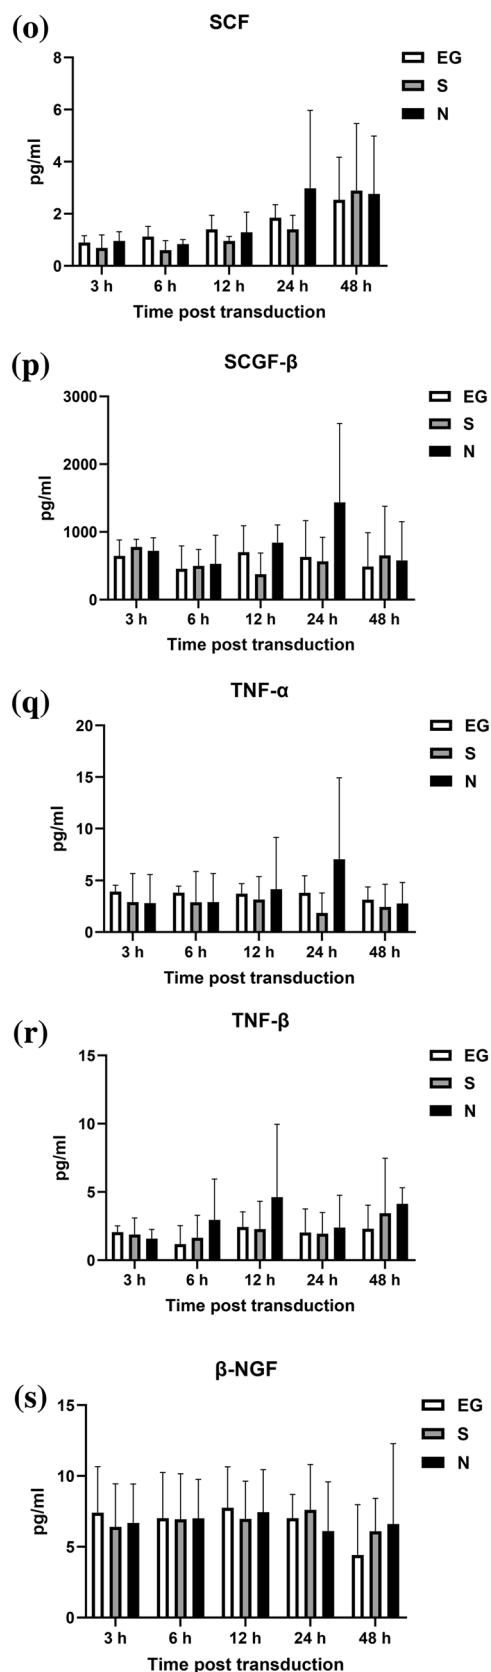 (o)
SCF
EG
S
N
pg/ml
8
6
4
2
0
3 h 6 h 12 h 24 h 48 h
Time post transduction
(p)
SCGF-β
EG
S
N
pg/ml
3000
2000
1000
0
3 h 6 h 12 h 24 h 48 h
Time post transduction
(q)
TNF-α
EG
S
N
pg/ml
20
15
10
5
0
3 h 6 h 12 h 24 h 48 h
Time post transduction
(r)
TNF-β
EG
S
N
pg/ml
15
10
5
0
3 h 6 h 12 h 24 h 48 h
Time post transduction
(s)
β-NGF
EG
S
N
pg/ml
15
10
5
0
3 h 6 h 12 h 24 h 48 h
Time post transduction